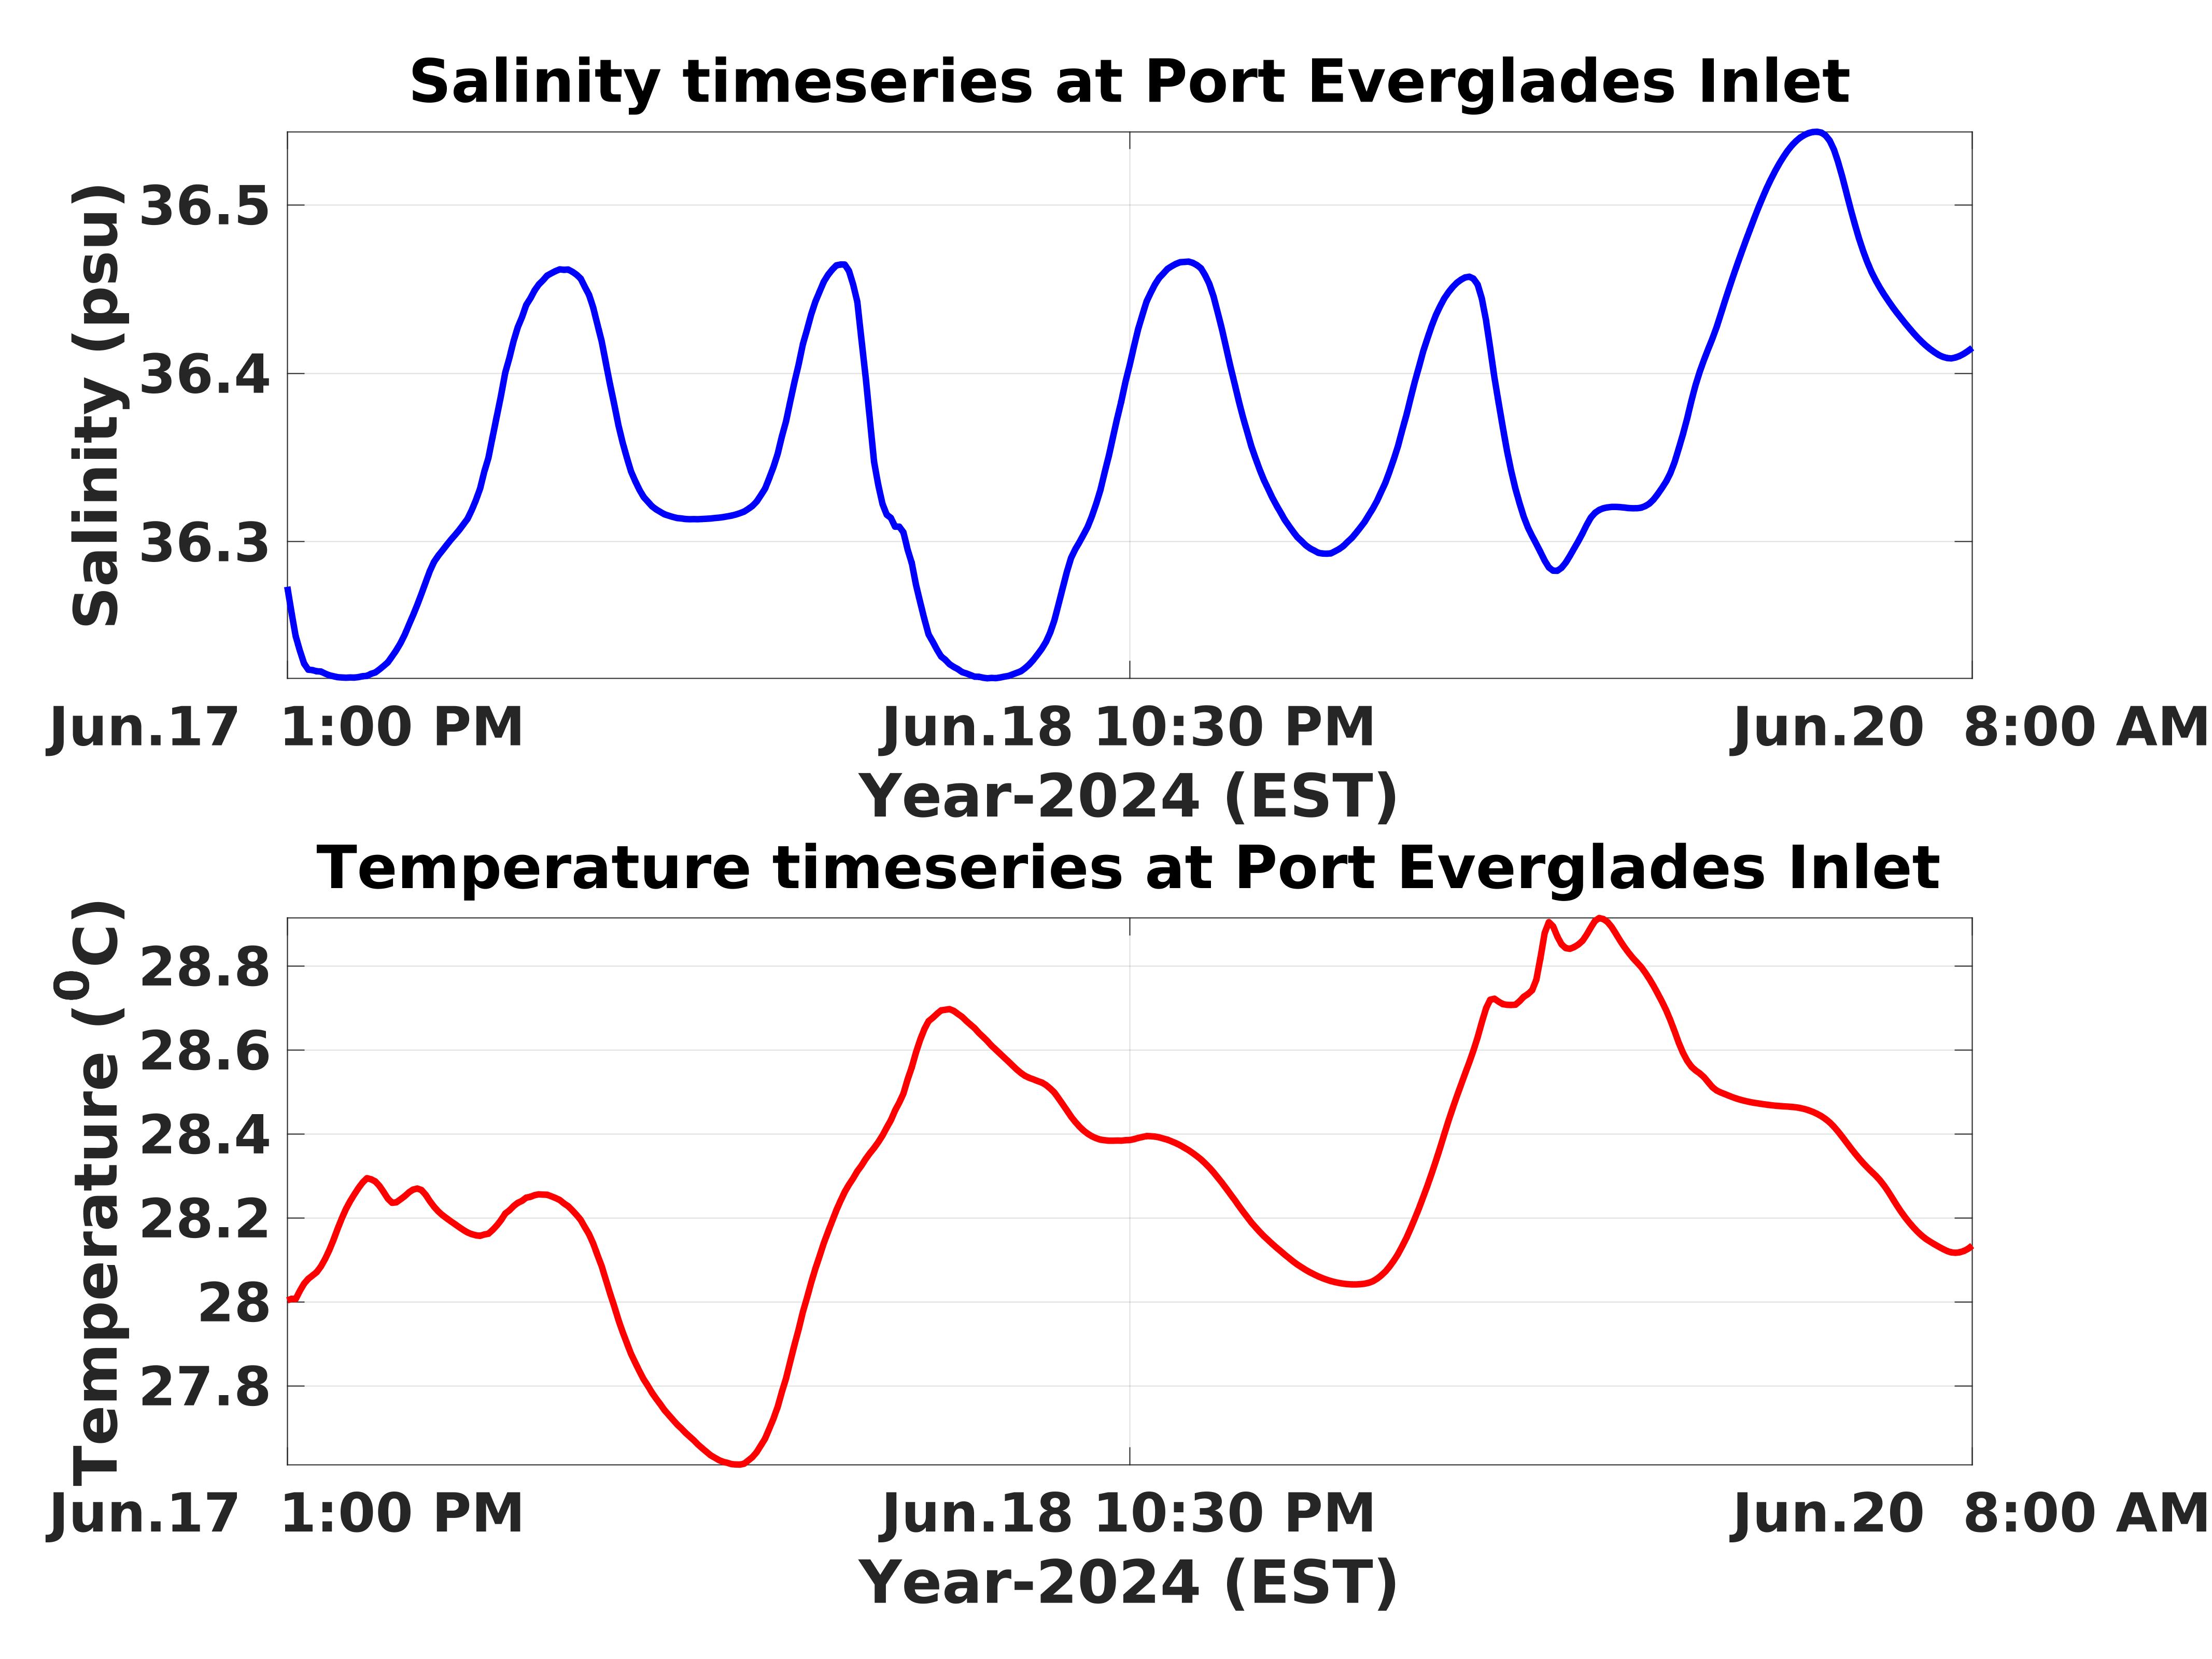 Salinity timeseries at Port Everglades Inlet
Salinity (psu)
36.5
36.4
36.3
Jun.17  1:00 PM
Jun.18 10:30 PM
Jun.20  8:00 AM
Year-2024 (EST)
Temperature timeseries at Port Everglades Inlet
Temperature (⁰C)
28.8
28.6
28.4
28.2
28
27.8
Jun.17  1:00 PM
Jun.18 10:30 PM
Jun.20  8:00 AM
Year-2024 (EST)